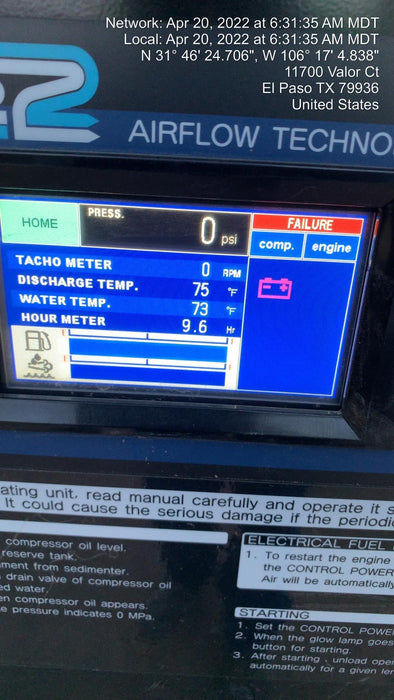 Network: Apr 20, 2022 at 6:31:35 AM MDT
Local: Apr 20, 2022 at 6:31:35 AM MDT
N 31° 46' 24.706", W 106° 17' 4.838"
11700 Valor Ct
El Paso TX 79936
United States
AIRFLOW TECHNO
HOME
PRESS.
0 psi
FAILURE
comp. engine
TACHO METER 0 RPM
DISCHARGE TEMP. 75 °F
WATER TEMP. 73 °F
HOUR METER 9.6 Hr
ating unit, read manual carefully and operate it s
It could cause the serious damage if the periodi
compressor oil level.
reserve tank.
ment from sedimenter.
drain valve of compressor oil
ed water.
en compressor oil appears.
e pressure indicates 0 MPa.
ELECTRICAL FUEL
1. To restart the engine
the CONTROL POWER
Air will be automatically
STARTING
1. Set the CONTROL POWE
2. When the glow lamp goes
button for starting.
3. After starting , unload oper
automatically for a given len